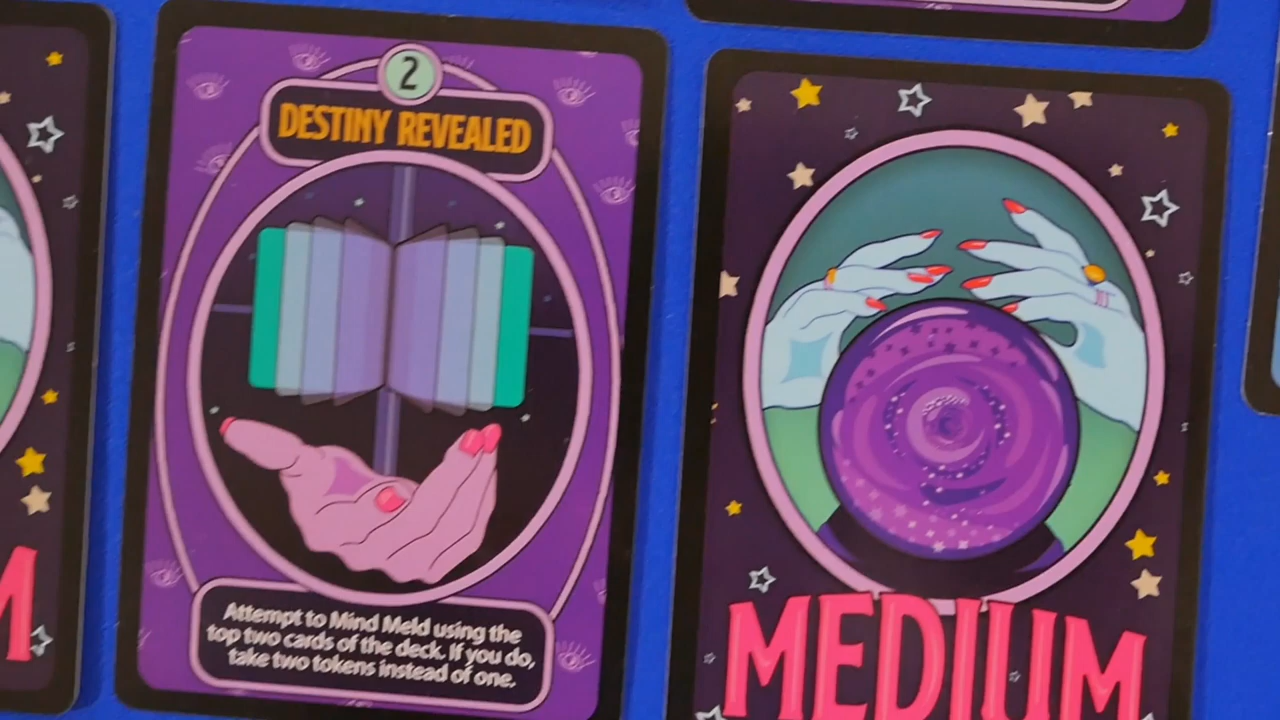 2
DESTINY REVEALED
Attempt to Mind Meld using the
top two cards of the deck. If you do,
take two tokens instead of one.
MEDIUM
M